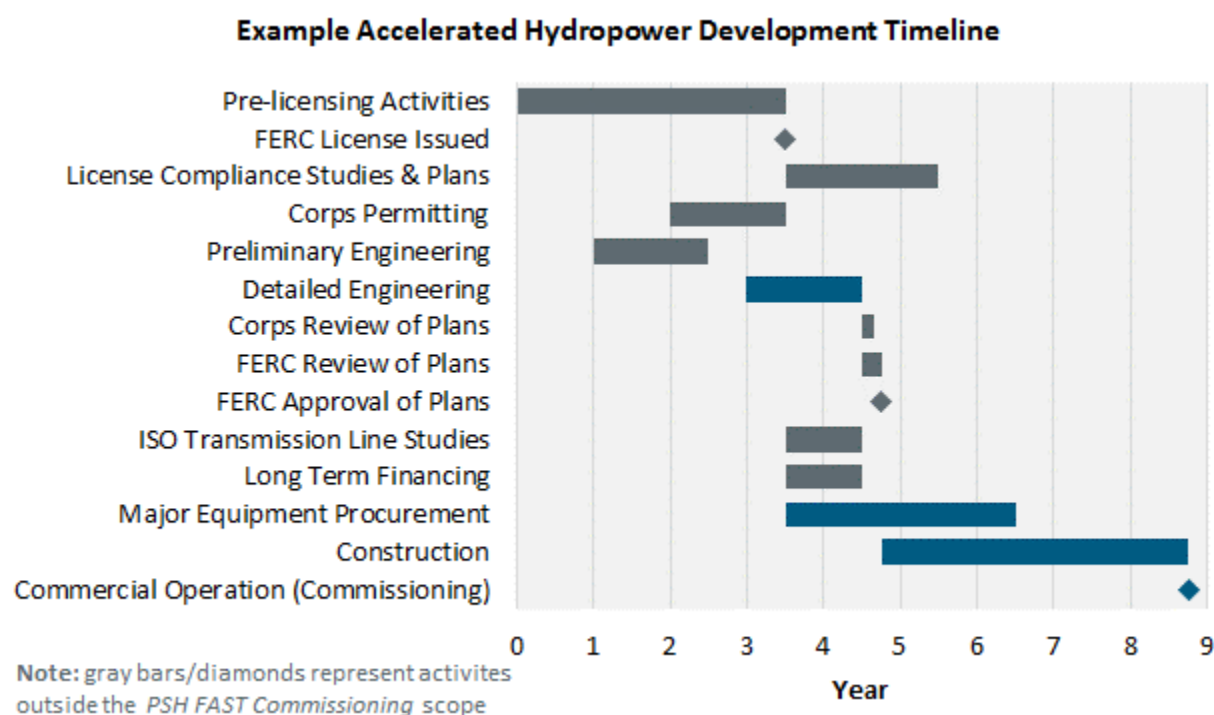 Example Accelerated Hydropower Development Timeline
Pre-licensing Activities
FERC License Issued
License Compliance Studies & Plans
Corps Permitting
Preliminary Engineering
Detailed Engineering
Corps Review of Plans
FERC Review of Plans
FERC Approval of Plans
ISO Transmission Line Studies
Long Term Financing
Major Equipment Procurement
Construction
Commercial Operation (Commissioning)
0 1 2 3 4 5 6 7 8 9
Year
Note: gray bars/diamonds represent activites
outside the PSH FAST Commissioning scope